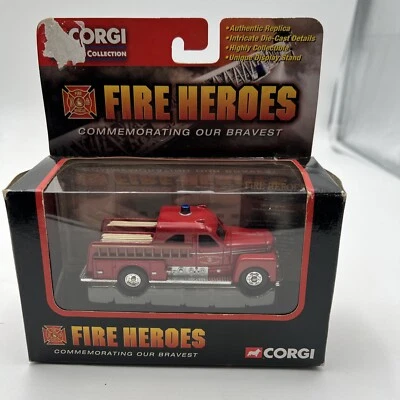 CORGI
COLLECTION
•Authentic Replica
•Intricate Die-Cast Details
•Highly Collectible
•Unique Display Stand
FIRE HEROES
COMMEMORATING OUR BRAVEST
FIRE HEROES
COMMEMORATING OUR BRAVEST
CORGI